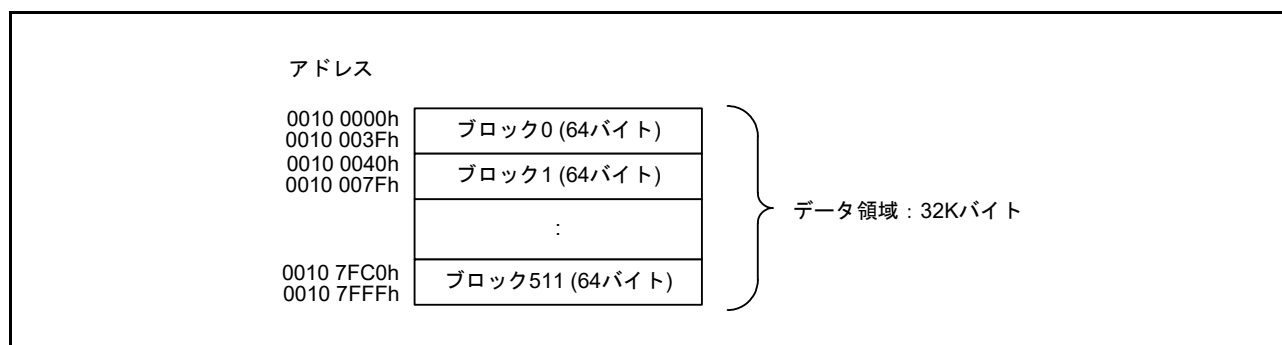 アドレス
0010 0000h
ブロック0 (64バイト)
0010 003Fh
0010 0040h
ブロック1 (64バイト)
0010 007Fh
:
データ領域：32Kバイト
0010 7FC0h
ブロック511 (64バイト)
0010 7FFFh